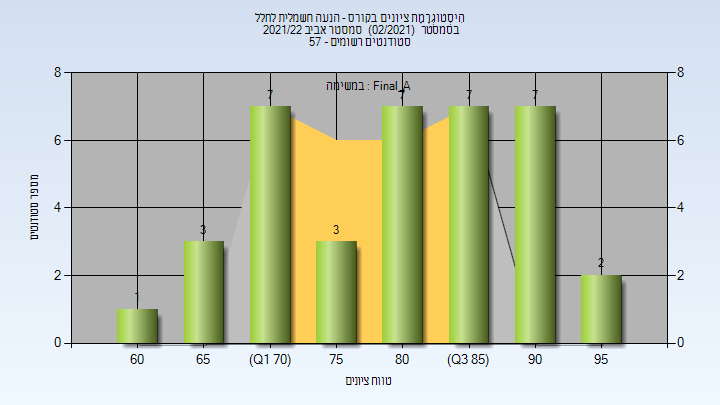 היסטוגרמת ציונים בקורס - הנעה חשמלית לחלל
בסמסטר (02/2021) סמסטר אביב 2021/22
סטודנטים רשומים - 57
במשימה : Final_A
מספר סטודנטים
8 8
6 6
4 4
2 2
0 0
1 3 7 3 7 7 7 2
60 65 (Q1 70) 75 80 (Q3 85) 90 95
טווח ציונים